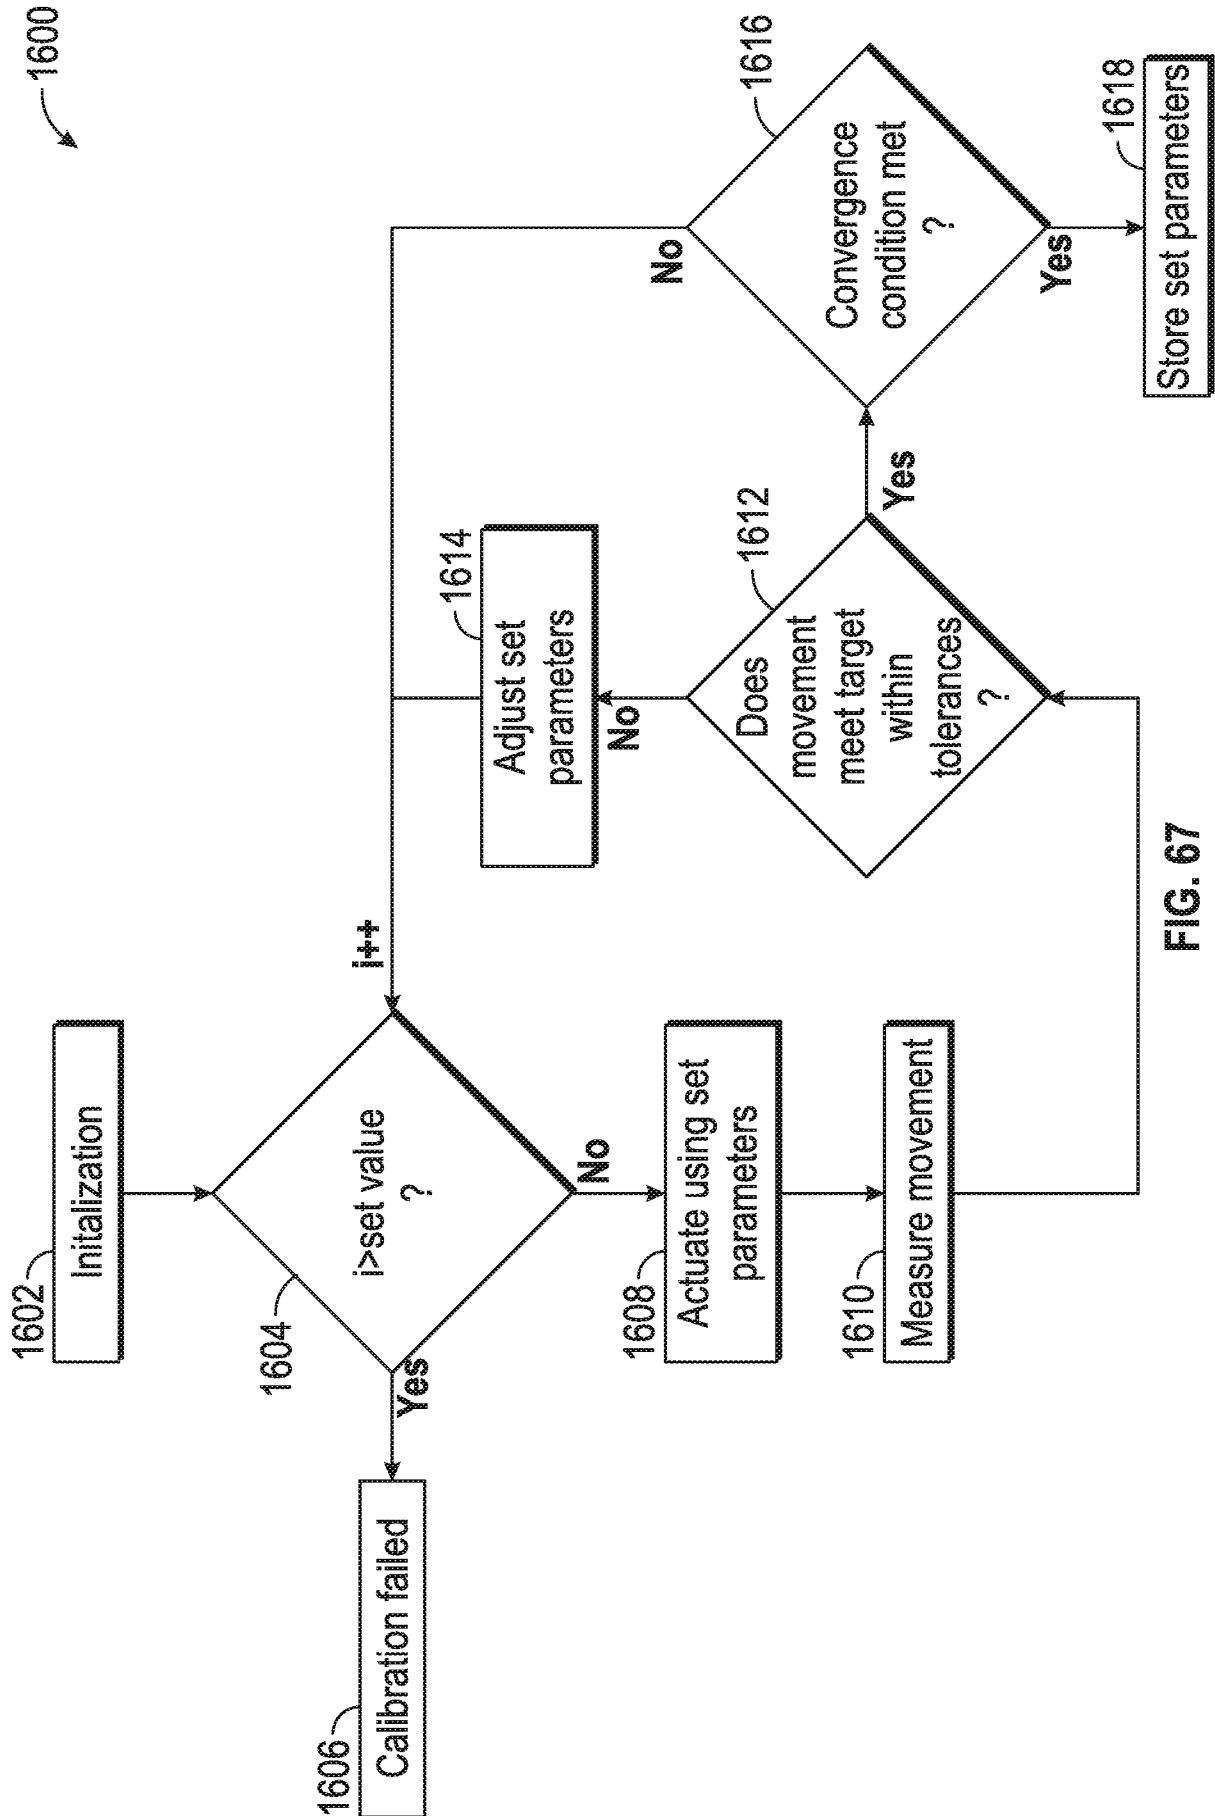 1600
1602
Initalization
1604
i>set value
?
Yes
No
i++
1606
Calibration failed
1608
Actuate using set
parameters
1610
Measure movement
1612
Does
movement
meet target
within
tolerances
?
No
Yes
1614
Adjust set
parameters
1616
Convergence
condition met
?
No
Yes
1618
Store set parameters
FIG. 67